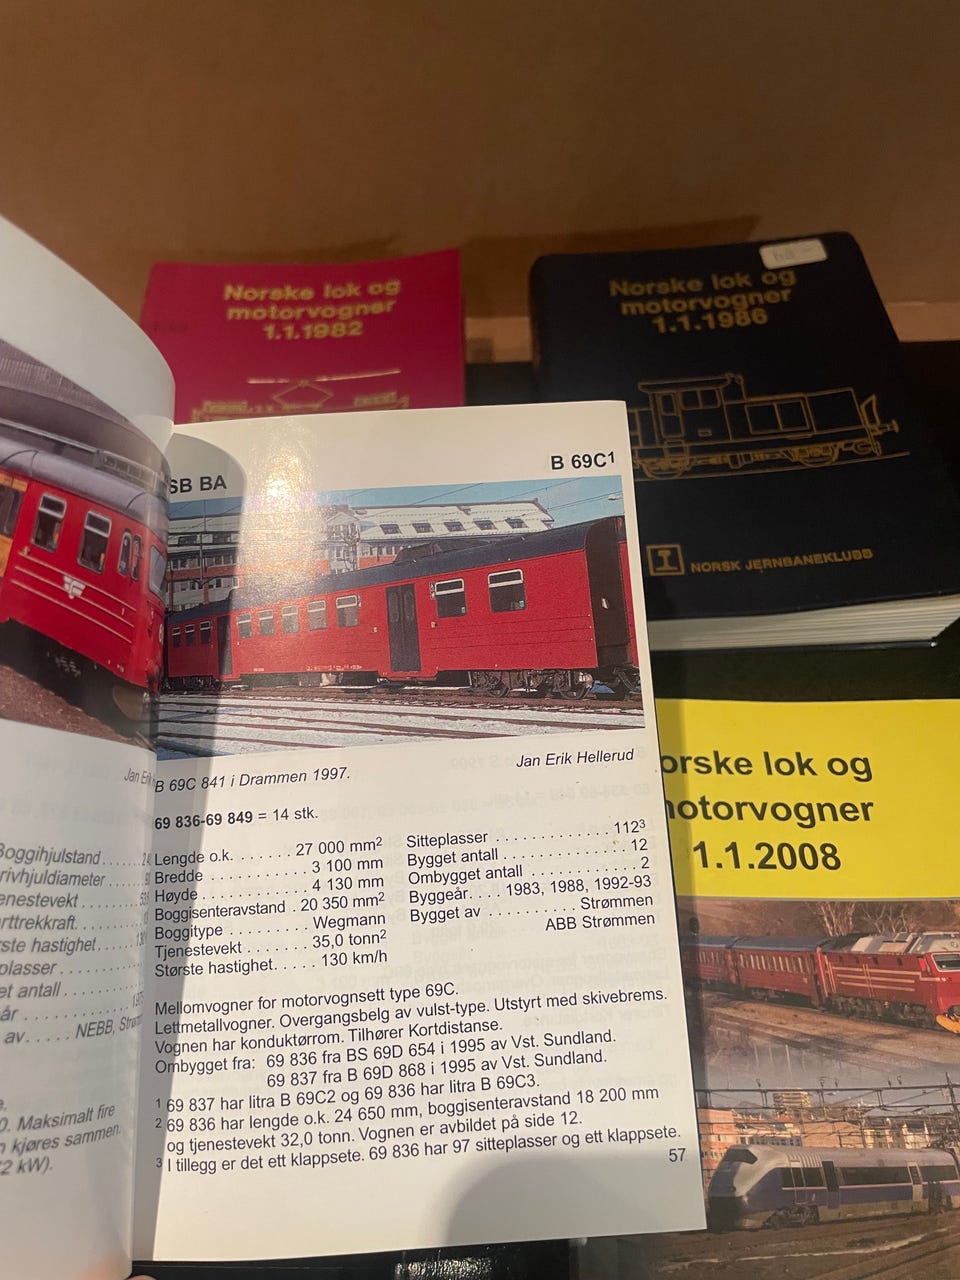 Norske lok og
motorvogner
1.1.1982
Norske lok og
motorvogner
1.1.1986
NORSK JERNBANEKLUBB
orske lok og
otorvogner
1.1.2008
Jan Erik
Boggihjulstand
rivhjuldiameter
enestevekt
rttrekkraft
rste hastighet
plasser
et antall
år
av NEBB,
0. Maksimalt fire
n kjøres sammen.
2 kW).
SB BA
B 69C1
B 69C 841 i Drammen 1997.
Jan Erik Hellerud
69 836-69 849 = 14 stk.
Lengde o.k. . . . . . . . 27 000 mm2
Bredde . . . . . . . . . . . . 3 100 mm
Høyde. . . . . . . . . . . . . 4 130 mm
Boggisenteravstand . 20 350 mm2
Boggitype . . . . . . . . . Wegmann
Tjenestevekt . . . . . . . 35,0 tonn2
Største hastighet. . . . . 130 km/h
Sitteplasser . . . . . . . . . . . . 1123
Bygget antall . . . . . . . . . . . . . 12
Ombygget antall . . . . . . . . . . . 2
Byggeår. . . . 1983, 1988, 1992-93
Bygget av . . . . . . . . . . Strømmen
ABB Strømmen
Mellomvogner for motorvognsett type 69C.
Lettmetallvogner. Overgangsbelg av vulst-type. Utstyrt med skivebrems.
Vognen har konduktørrom. Tilhører Kortdistanse.
Ombygget fra: 69 836 fra BS 69D 654 i 1995 av Vst. Sundland.
69 837 fra B 69D 868 i 1995 av Vst. Sundland.
1 69 837 har litra B 69C2 og 69 836 har litra B 69C3.
2 69 836 har lengde o.k. 24 650 mm, boggisenteravstand 18 200 mm
og tjenestevekt 32,0 tonn. Vognen er avbildet på side 12.
3 I tillegg er det ett klappsete. 69 836 har 97 sitteplasser og ett klappsete.
57